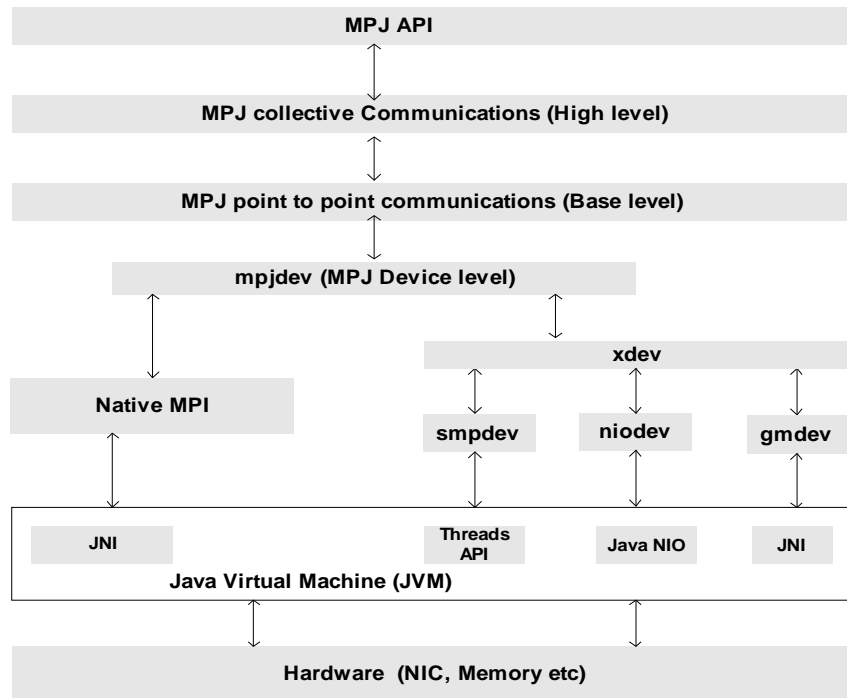 MPJ API
MPJ collective Communications (High level)
MPJ point to point communications (Base level)
mpjdev (MPJ Device level)
xdev
Native MPI
smpdev
niodev
gmdev
JNI
Threads
API
Java NIO
JNI
Java Virtual Machine (JVM)
Hardware (NIC, Memory etc)